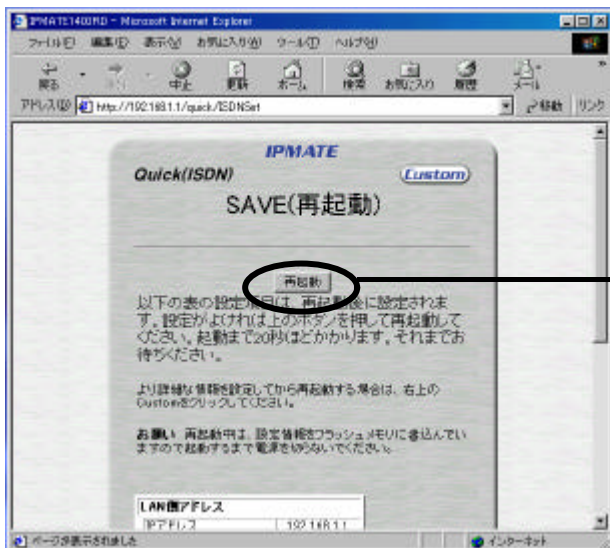 IPMATE1400RD - Microsoft Internet Explorer
ファイル(F) 編集(E) 表示(V) お気に入り(A) ツール(T) ヘルプ(H)
戻る 中止 更新 ホーム 検索 お気に入り 履歴 メール
アドレス(D) http://192.168.1.1/quick/ISDNSet 移動 リンク
IPMATE
Quick(ISDN) Custom
SAVE(再起動)
再起動
以下の表の設定項目は、再起動後に設定されま
す。設定がよければ上のボタンを押して再起動して
ください。起動まで20秒ほどかかります。それまでお
待ちください。
より詳細な情報を設定してから再起動する場合は、右上の
Customをクリックしてください。
お願い 再起動中は、設定情報をフラッシュメモリに書込んでい
ますので起動するまで電源を切らないでください。
LAN側アドレス
IPアドレス 192.168.1.1
ページが表示されました インターネット